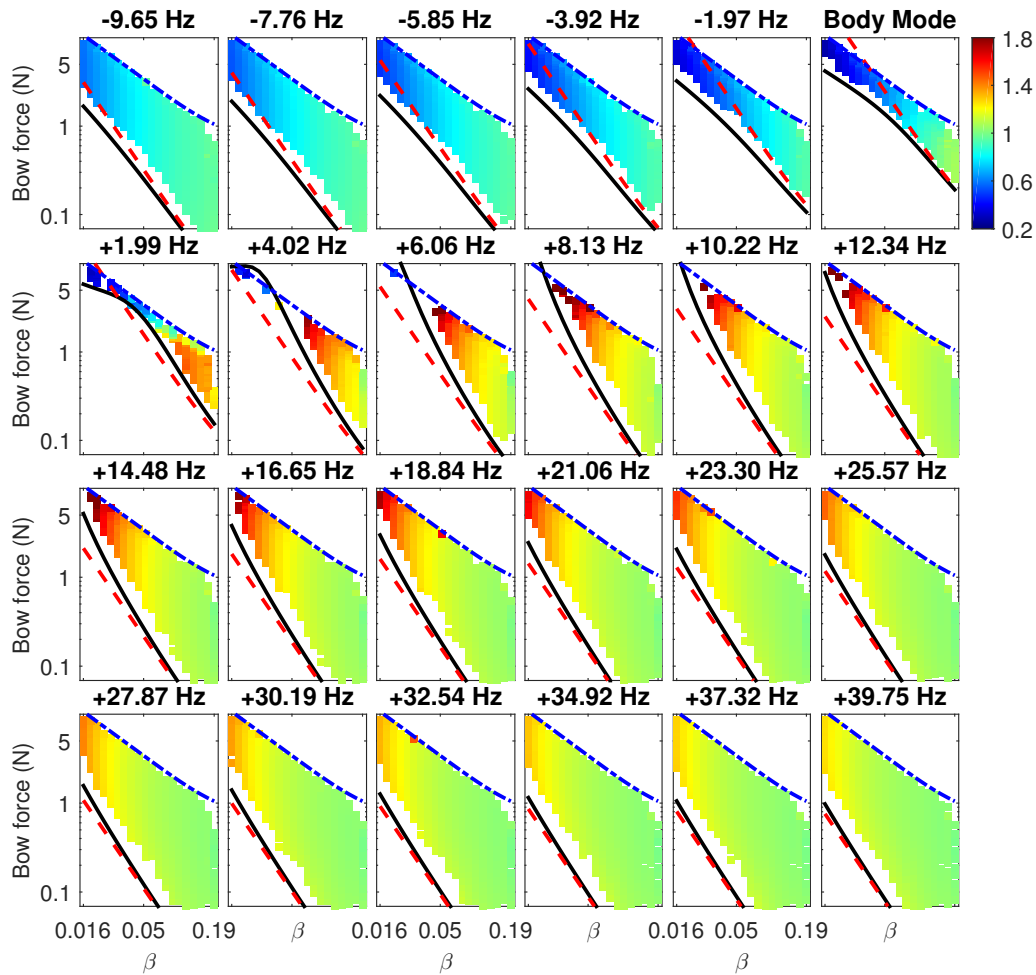 -9.65 Hz -7.76 Hz -5.85 Hz -3.92 Hz -1.97 Hz Body Mode
Bow force (N)
5
1
0.1
1.8
1.4
1
0.6
0.2
+1.99 Hz +4.02 Hz +6.06 Hz +8.13 Hz +10.22 Hz +12.34 Hz
Bow force (N)
5
1
0.1
+14.48 Hz +16.65 Hz +18.84 Hz +21.06 Hz +23.30 Hz +25.57 Hz
Bow force (N)
5
1
0.1
+27.87 Hz +30.19 Hz +32.54 Hz +34.92 Hz +37.32 Hz +39.75 Hz
Bow force (N)
5
1
0.1
0.016 0.05 0.19 β 0.016 0.05 0.19 β 0.016 0.05 0.19 β
β β β